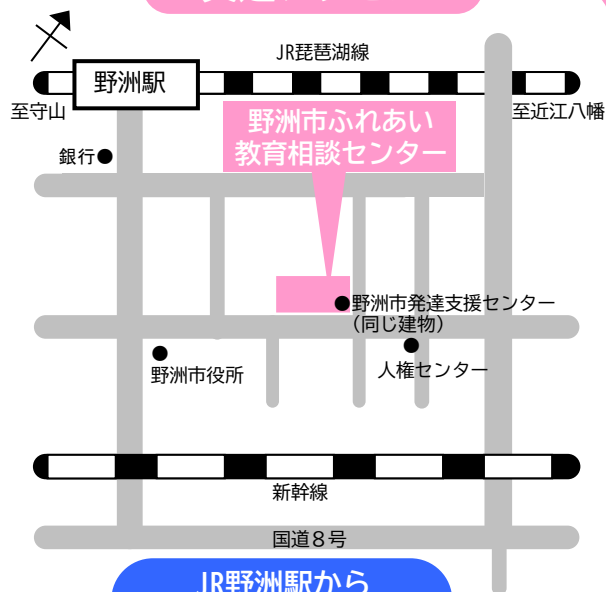 JR琵琶湖線
野洲駅
至守山
至近江八幡
野洲市ふれあい
教育相談センター
銀行
野洲市発達支援センター
(同じ建物)
人権センター
野洲市役所
新幹線
国道8号
JR野洲駅から